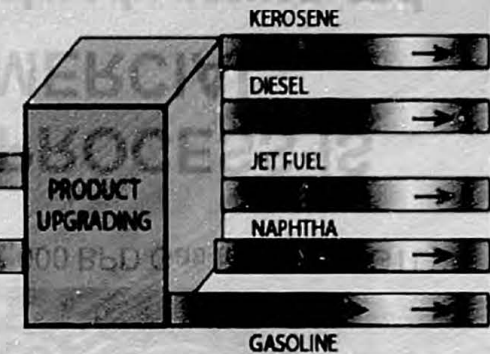 KEROSENE
DIESEL
JET FUEL
PRODUCT
UPGRADING
NAPHTHA
GASOLINE